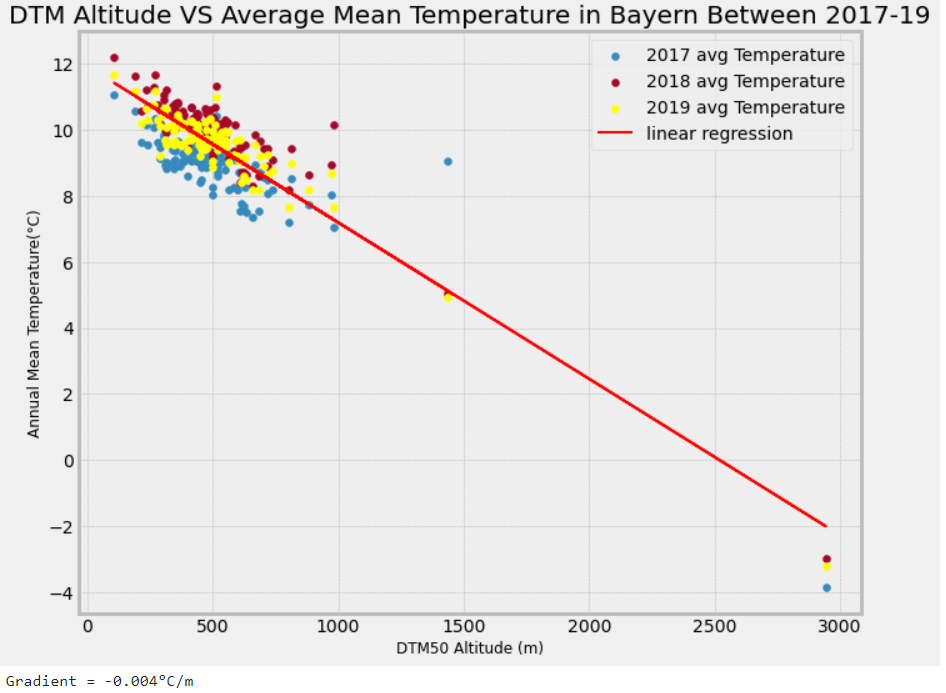 DTM Altitude VS Average Mean Temperature in Bayern Between 2017-19
2017 avg Temperature
2018 avg Temperature
2019 avg Temperature
linear regression
Annual Mean Temperature(°C)
12
10
8
6
4
2
0
−2
−4
0 500 1000 1500 2000 2500 3000
DTM50 Altitude (m)
Gradient = -0.004°C/m